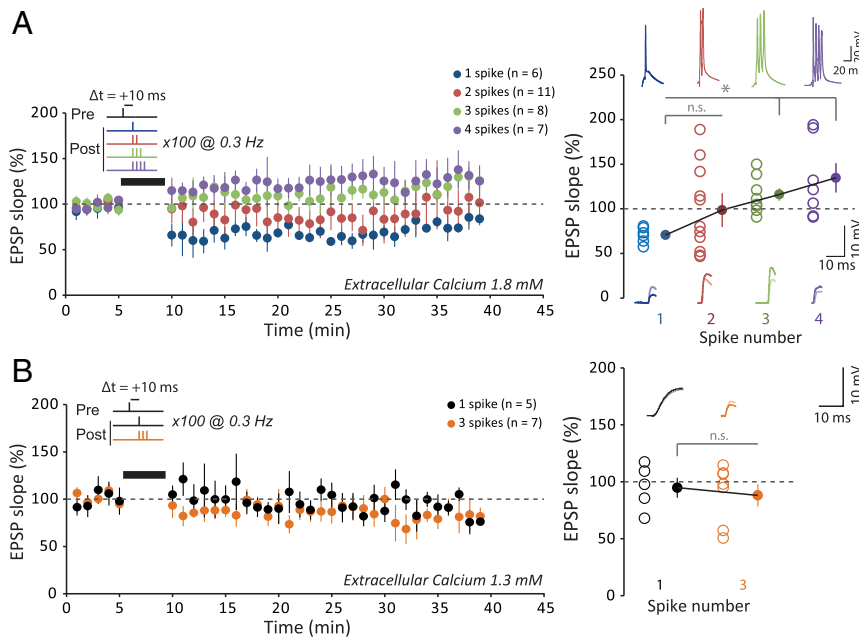 A
Δt = +10 ms
Pre
Post
x100 @ 0.3 Hz
1 spike (n = 6)
2 spikes (n = 11)
3 spikes (n = 8)
4 spikes (n = 7)
EPSP slope (%)
200
150
100
50
0
0 5 10 15 20 25 30 35 40 45
Time (min)
Extracellular Calcium 1.8 mM
20 mV
20 ms
EPSP slope (%)
250
200
150
100
50
0
*
n.s.
10 mV
10 ms
1 2 3 4
Spike number
B
Δt = +10 ms
Pre
Post
x100 @ 0.3 Hz
1 spike (n = 5)
3 spikes (n = 7)
EPSP slope (%)
200
150
100
50
0
0 5 10 15 20 25 30 35 40 45
Time (min)
Extracellular Calcium 1.3 mM
EPSP slope (%)
200
150
100
50
0
n.s.
10 mV
10 ms
1 3
Spike number